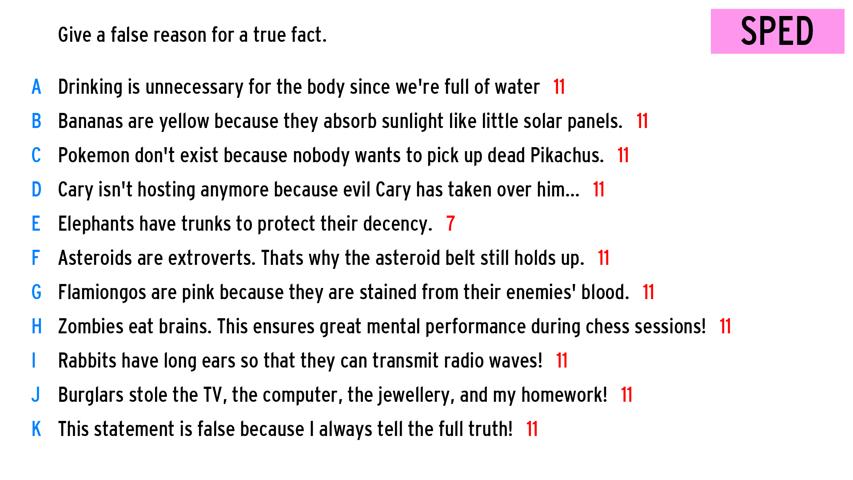 Give a false reason for a true fact.
SPED
A Drinking is unnecessary for the body since we're full of water 11
B Bananas are yellow because they absorb sunlight like little solar panels. 11
C Pokemon don't exist because nobody wants to pick up dead Pikachus. 11
D Cary isn't hosting anymore because evil Cary has taken over him... 11
E Elephants have trunks to protect their decency. 7
F Asteroids are extroverts. Thats why the asteroid belt still holds up. 11
G Flamiongos are pink because they are stained from their enemies' blood. 11
H Zombies eat brains. This ensures great mental performance during chess sessions! 11
I Rabbits have long ears so that they can transmit radio waves! 11
J Burglars stole the TV, the computer, the jewellery, and my homework! 11
K This statement is false because I always tell the full truth! 11